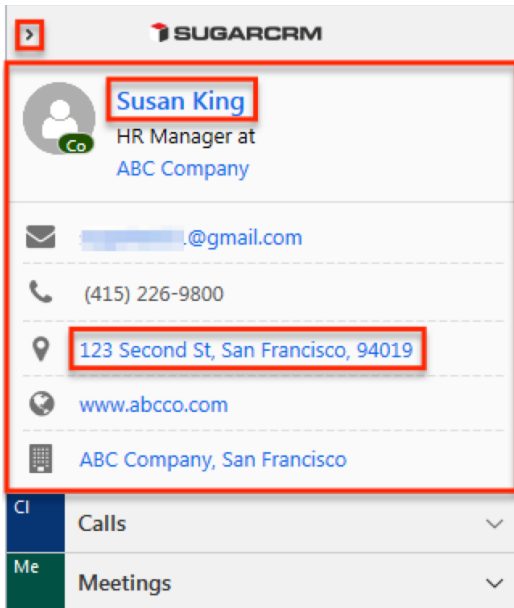 SUGARCRM
Susan King
Co
HR Manager at
ABC Company
@gmail.com
(415) 226-9800
123 Second St, San Francisco, 94019
www.abcco.com
ABC Company, San Francisco
Cl
Calls
Me
Meetings